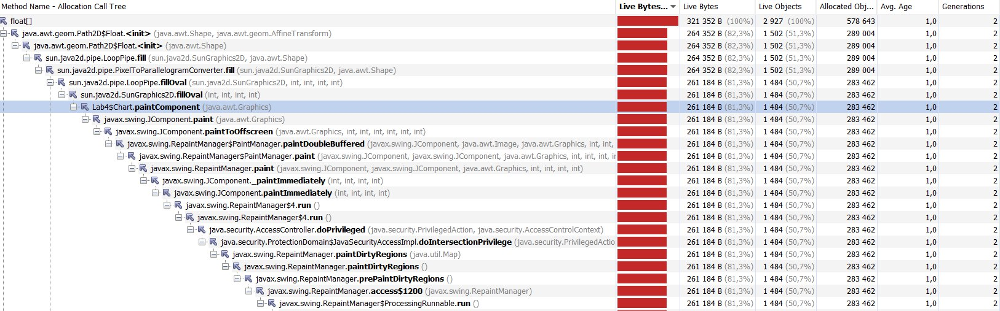 Method Name - Allocation Call Tree Live Bytes... Live Bytes Live Objects Allocated Obj... Avg. Age Generations
float[] 321 352 B (100%) 2 927 (100%) 578 643 1,0 2
java.awt.geom.Path2D$Float.<init> (java.awt.Shape, java.awt.geom.AffineTransform) 264 352 B (82,3%) 1 502 (51,3%) 289 004 1,0 2
java.awt.geom.Path2D$Float.<init> (java.awt.Shape) 264 352 B (82,3%) 1 502 (51,3%) 289 004 1,0 2
sun.java2d.pipe.LoopPipe.fill (sun.java2d.SunGraphics2D, java.awt.Shape) 264 352 B (82,3%) 1 502 (51,3%) 289 004 1,0 2
sun.java2d.pipe.PixelToParallelogramConverter.fill (sun.java2d.SunGraphics2D, java.awt.Shape) 264 352 B (82,3%) 1 502 (51,3%) 289 004 1,0 2
sun.java2d.pipe.LoopPipe.fillOval (sun.java2d.SunGraphics2D, int, int, int, int) 261 184 B (81,3%) 1 484 (50,7%) 283 462 1,0 2
sun.java2d.SunGraphics2D.fillOval (int, int, int, int) 261 184 B (81,3%) 1 484 (50,7%) 283 462 1,0 2
Lab4$Chart.paintComponent (java.awt.Graphics) 261 184 B (81,3%) 1 484 (50,7%) 283 462 1,0 2
javax.swing.JComponent.paint (java.awt.Graphics) 261 184 B (81,3%) 1 484 (50,7%) 283 462 1,0 2
javax.swing.JComponent.paintToOffscreen (java.awt.Graphics, int, int, int, int, int, int) 261 184 B (81,3%) 1 484 (50,7%) 283 462 1,0 2
javax.swing.RepaintManager$PaintManager.paintDoubleBuffered (javax.swing.JComponent, java.awt.Image, java.awt.Graphics, int, int, 261 184 B (81,3%) 1 484 (50,7%) 283 462 1,0 2
javax.swing.RepaintManager$PaintManager.paint (javax.swing.JComponent, javax.swing.JComponent, java.awt.Graphics, int, int, int, 261 184 B (81,3%) 1 484 (50,7%) 283 462 1,0 2
javax.swing.RepaintManager.paint (javax.swing.JComponent, javax.swing.JComponent, java.awt.Graphics, int, int, int, int) 261 184 B (81,3%) 1 484 (50,7%) 283 462 1,0 2
javax.swing.JComponent._paintImmediately (int, int, int, int) 261 184 B (81,3%) 1 484 (50,7%) 283 462 1,0 2
javax.swing.JComponent.paintImmediately (int, int, int, int) 261 184 B (81,3%) 1 484 (50,7%) 283 462 1,0 2
javax.swing.RepaintManager$4.run () 261 184 B (81,3%) 1 484 (50,7%) 283 462 1,0 2
javax.swing.RepaintManager$4.run () 261 184 B (81,3%) 1 484 (50,7%) 283 462 1,0 2
java.security.AccessController.doPrivileged (java.security.PrivilegedAction, java.security.AccessControlContext) 261 184 B (81,3%) 1 484 (50,7%) 283 462 1,0 2
java.security.ProtectionDomain$JavaSecurityAccessImpl.doIntersectionPrivilege (java.security.PrivilegedActio 261 184 B (81,3%) 1 484 (50,7%) 283 462 1,0 2
javax.swing.RepaintManager.paintDirtyRegions (java.util.Map) 261 184 B (81,3%) 1 484 (50,7%) 283 462 1,0 2
javax.swing.RepaintManager.paintDirtyRegions () 261 184 B (81,3%) 1 484 (50,7%) 283 462 1,0 2
javax.swing.RepaintManager.prePaintDirtyRegions () 261 184 B (81,3%) 1 484 (50,7%) 283 462 1,0 2
javax.swing.RepaintManager.access$1200 (javax.swing.RepaintManager) 261 184 B (81,3%) 1 484 (50,7%) 283 462 1,0 2
javax.swing.RepaintManager$ProcessingRunnable.run () 261 184 B (81,3%) 1 484 (50,7%) 283 462 1,0 2